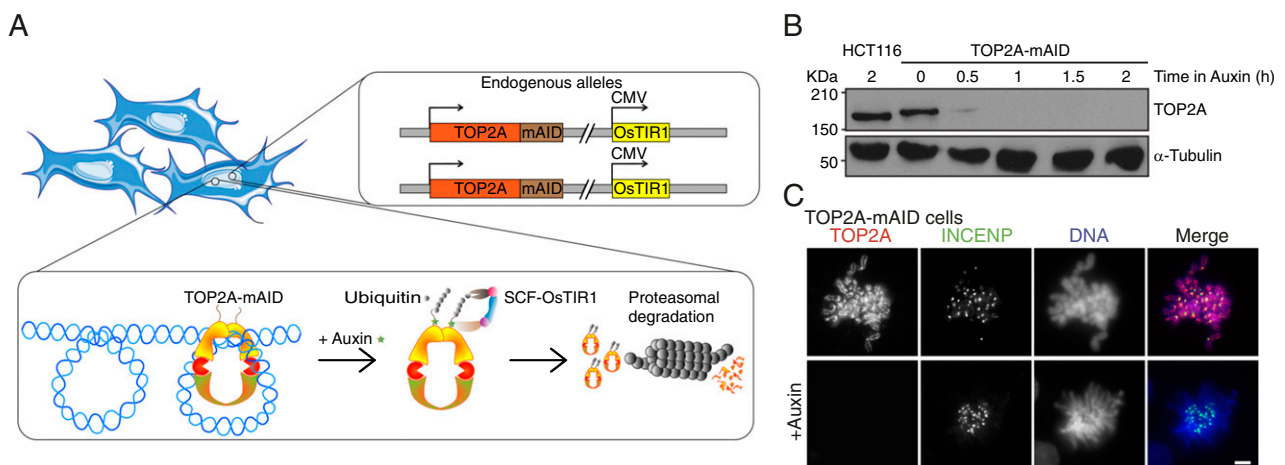 A
Endogenous alleles
CMV
TOP2A mAID OsTIR1
CMV
TOP2A mAID OsTIR1
TOP2A-mAID
+ Auxin
Ubiquitin
SCF-OsTIR1
Proteasomal
degradation
B
HCT116 TOP2A-mAID
KDa 2 0 0.5 1 1.5 2 Time in Auxin (h)
210
TOP2A
150
50 α-Tubulin
C
TOP2A-mAID cells
TOP2A INCENP DNA Merge
+Auxin